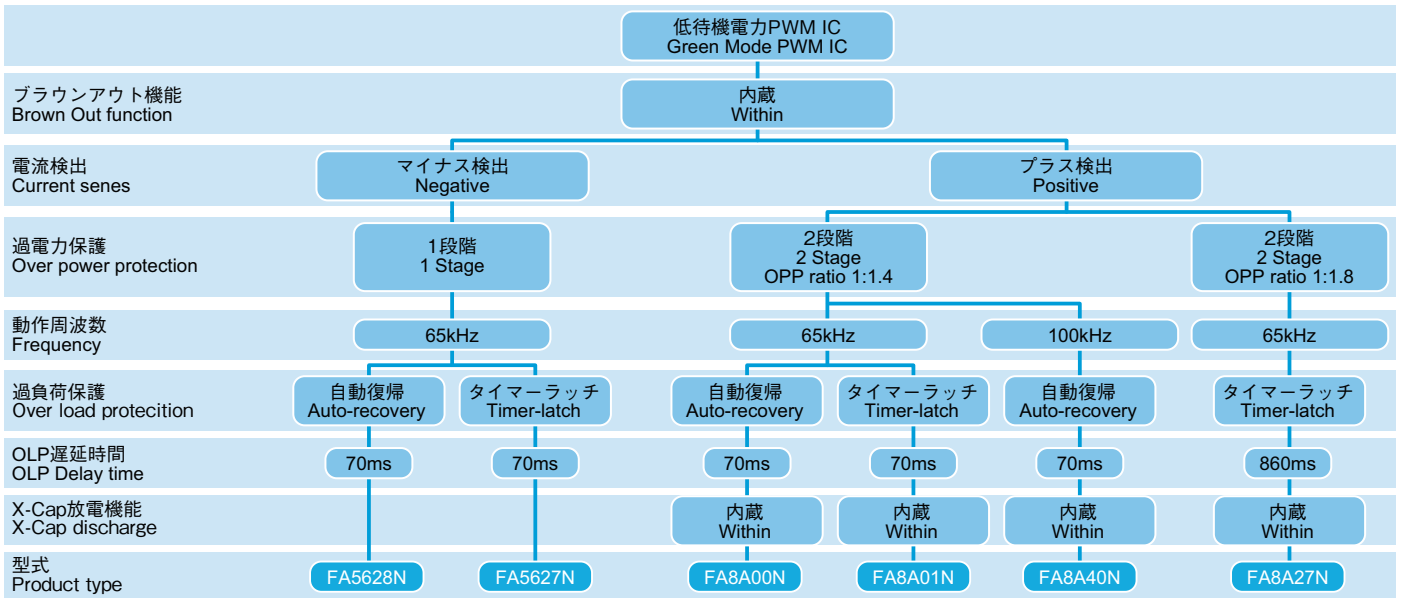 低待機電力PWM IC
Green Mode PWM IC
ブラウンアウト機能
Brown Out function
内蔵
Within
電流検出
Current senes
マイナス検出
Negative
プラス検出
Positive
過電力保護
Over power protection
1段階
1 Stage
2段階
2 Stage
OPP ratio 1:1.4
2段階
2 Stage
OPP ratio 1:1.8
動作周波数
Frequency
65kHz
65kHz
100kHz
65kHz
過負荷保護
Over load protecition
自動復帰
Auto-recovery
タイマーラッチ
Timer-latch
自動復帰
Auto-recovery
タイマーラッチ
Timer-latch
自動復帰
Auto-recovery
タイマーラッチ
Timer-latch
OLP遅延時間
OLP Delay time
70ms
70ms
70ms
70ms
70ms
860ms
X-Cap放電機能
X-Cap discharge
内蔵
Within
内蔵
Within
内蔵
Within
内蔵
Within
型式
Product type
FA5628N
FA5627N
FA8A00N
FA8A01N
FA8A40N
FA8A27N